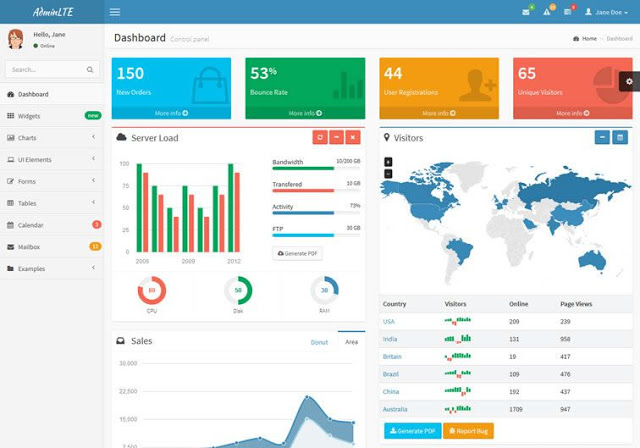 AdminLTE
Jane Doe
Hello, Jane
Online
Dashboard Control panel
Home > Dashboard
Search...
Dashboard
Widgets new
Charts
UI Elements
Forms
Tables
Calendar 3
Mailbox 12
Examples
150
New Orders
More info
53%
Bounce Rate
More info
44
User Registrations
More info
65
Unique Visitors
More info
Server Load
100
75
50
25
0
2006 2008 2010 2012
Bandwidth 10/200 GB
Transfered 10 GB
Activity 73%
FTP 30 GB
Generate PDF
80 50 30
CPU Disk RAM
Visitors
Country Visitors Online Page Views
USA 209 239
India 131 958
Britain 19 417
Brazil 109 476
China 192 437
Australia 1709 947
Generate PDF Report Bug
Sales Donut Area
30,000
22,500
15,000
7,500